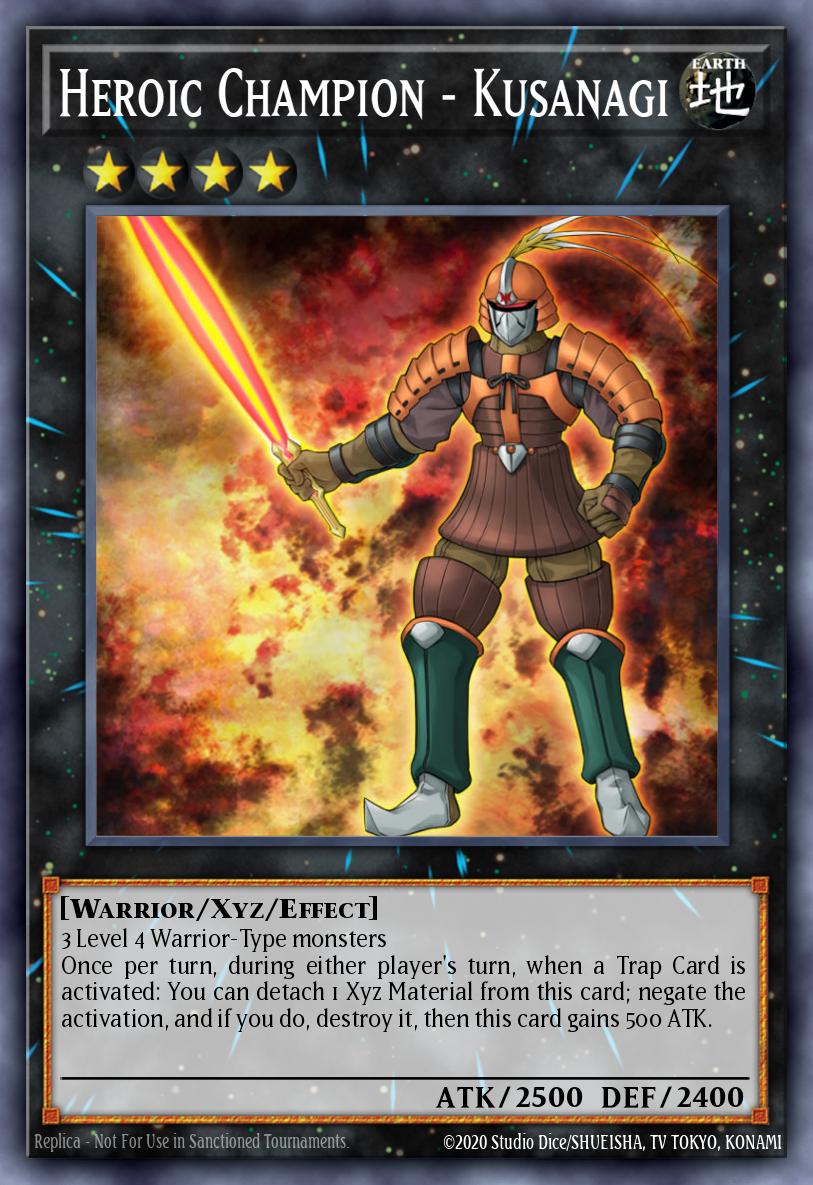 Heroic Champion - Kusanagi
EARTH
地
[Warrior/Xyz/Effect]
3 Level 4 Warrior-Type monsters
Once per turn, during either player's turn, when a Trap Card is
activated: You can detach 1 Xyz Material from this card; negate the
activation, and if you do, destroy it, then this card gains 500 ATK.
ATK/2500 DEF/2400
Replica - Not For Use in Sanctioned Tournaments.
©2020 Studio Dice/SHUEISHA, TV TOKYO, KONAMI